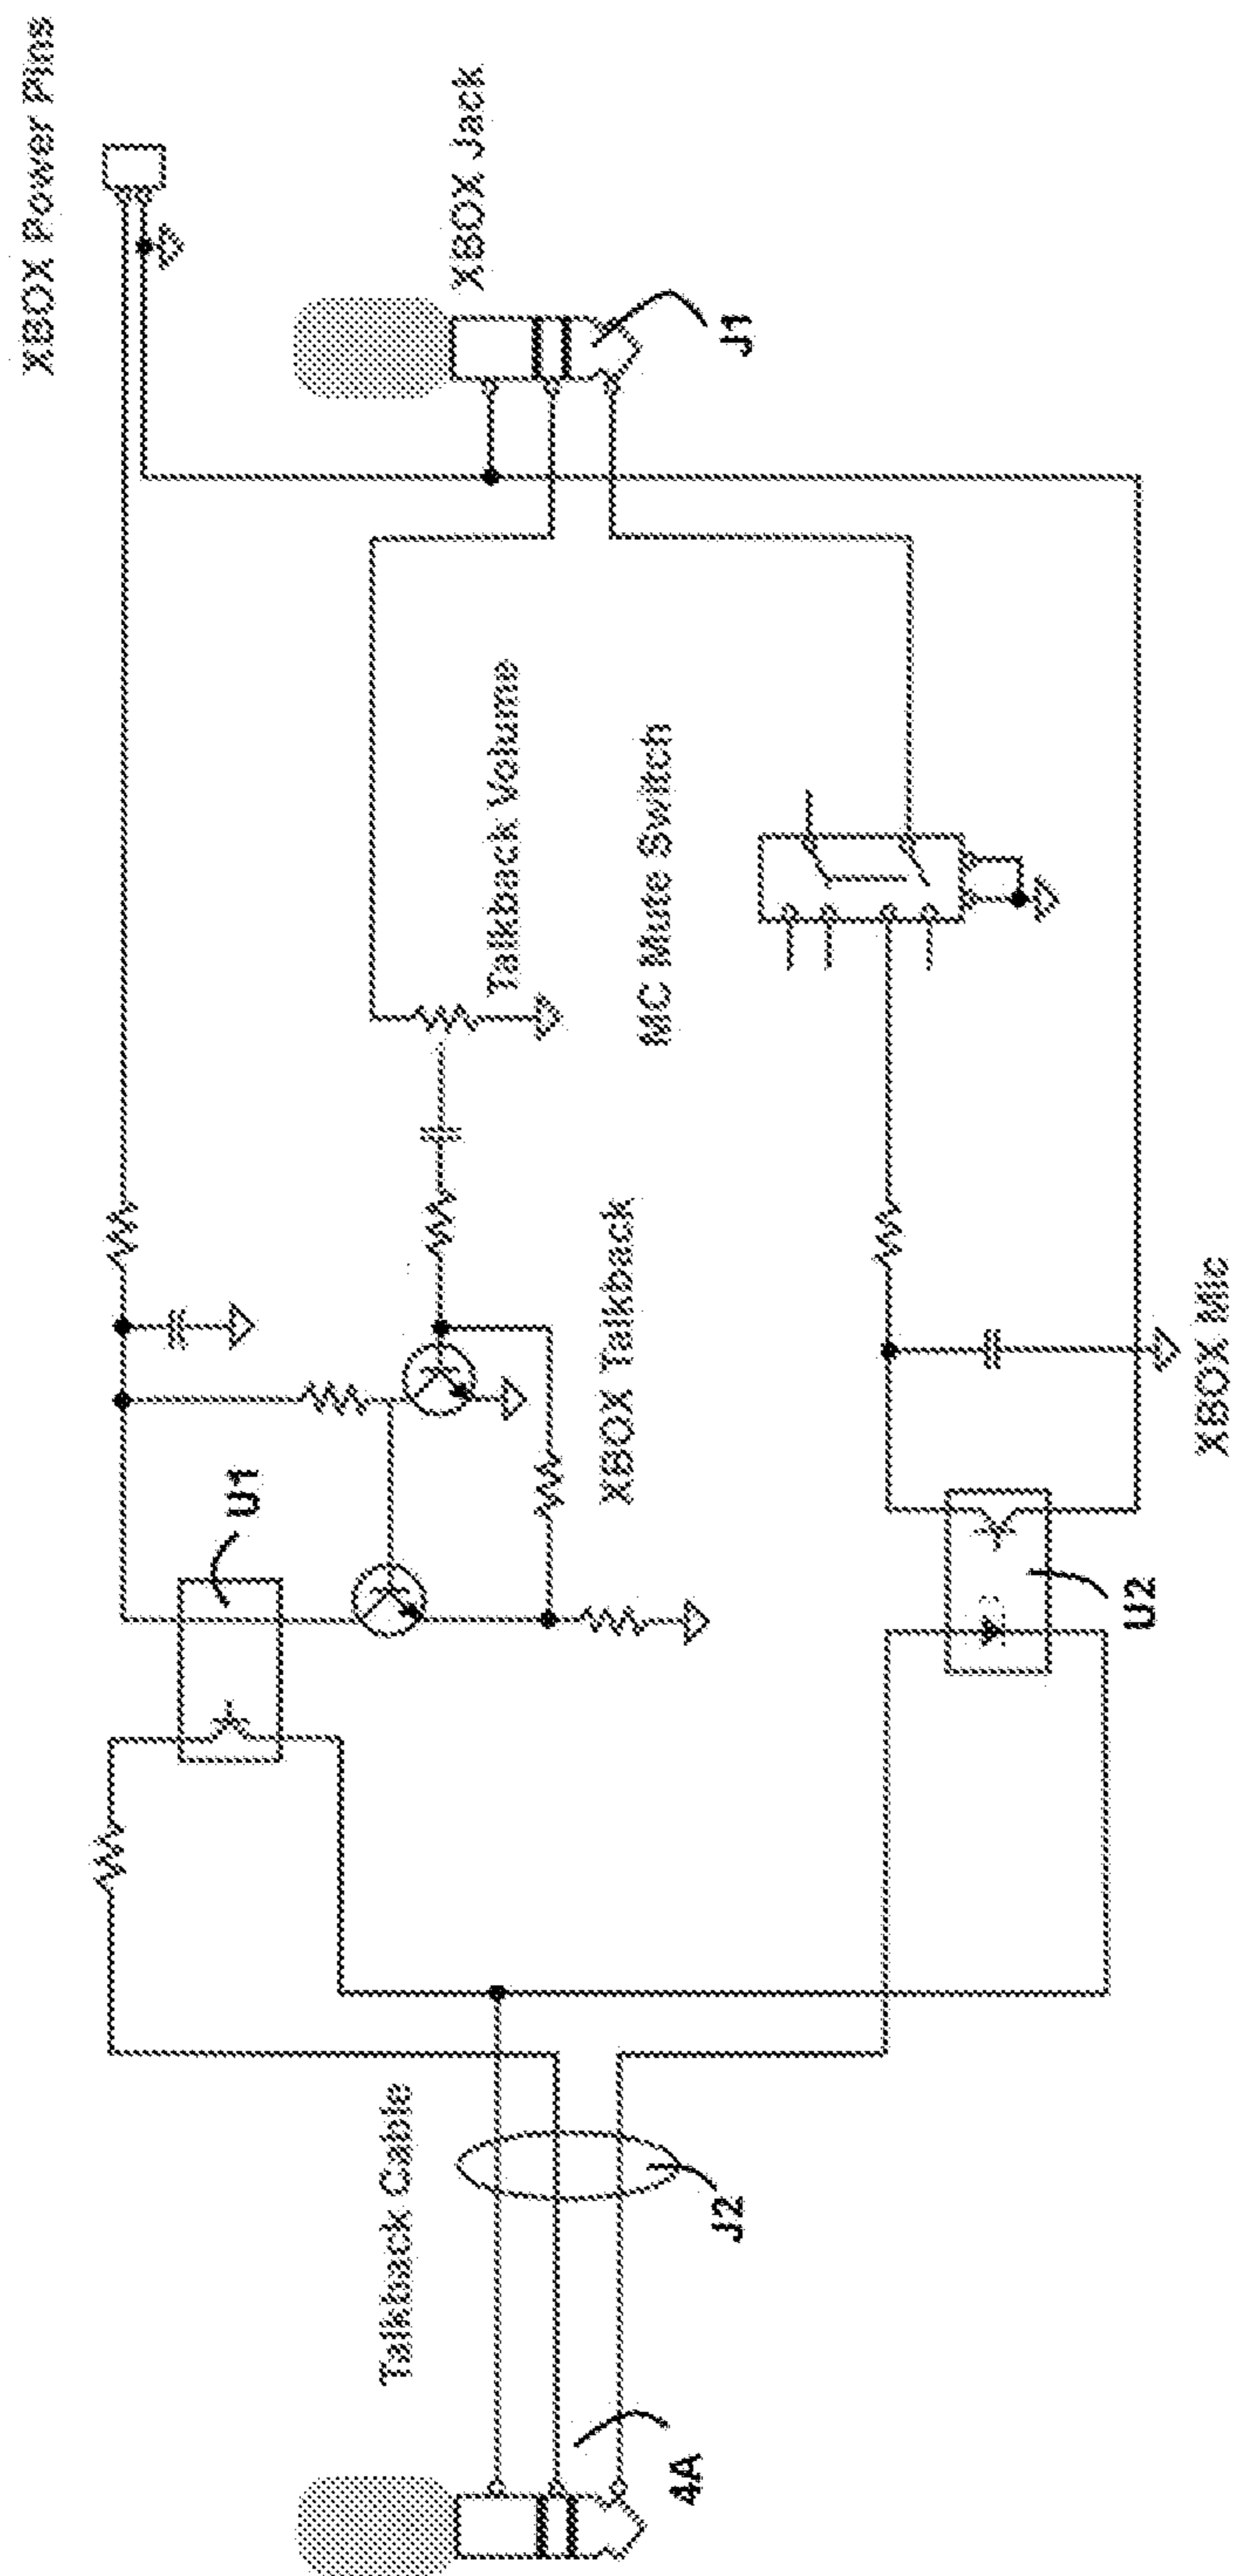 XBOX Power Pins
XBOX Jack
J1
Talkback Volume
MC Mute Switch
XBOX Talkback
U1
XBOX Mic
U2
Talkback Cable
J2
4A